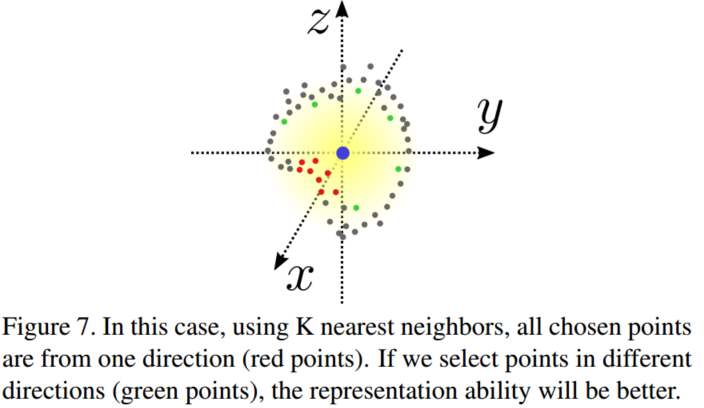 z
y
x
Figure 7. In this case, using K nearest neighbors, all chosen points
are from one direction (red points). If we select points in different
directions (green points), the representation ability will be better.